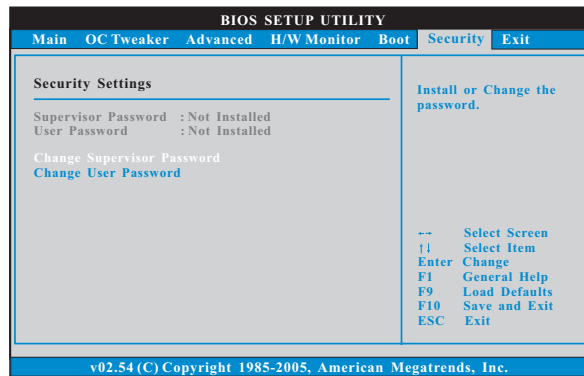 BIOS SETUP UTILITY
Main OC Tweaker Advanced H/W Monitor Boot Security Exit
Security Settings
Supervisor Password : Not Installed
User Password : Not Installed
Change Supervisor Password
Change User Password
Install or Change the
password.
←→ Select Screen
↑↓ Select Item
Enter Change
F1 General Help
F9 Load Defaults
F10 Save and Exit
ESC Exit
v02.54 (C) Copyright 1985-2005, American Megatrends, Inc.